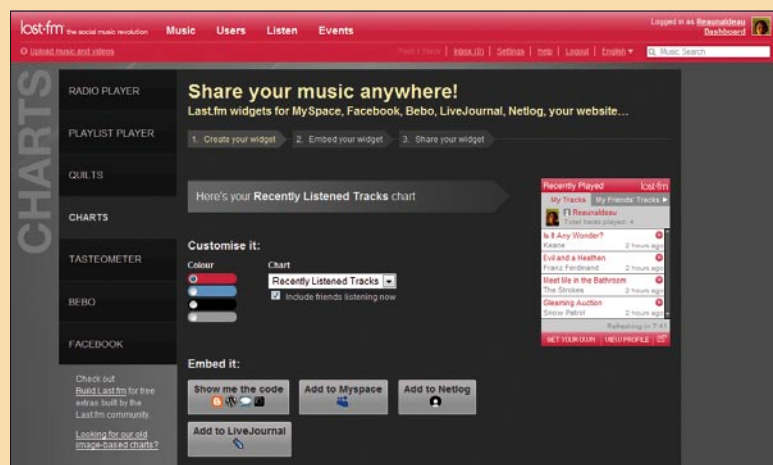 last·fm the social music revolution
Music Users Listen Events
Logged in as Reaunaldeau
Dashboard
Upload music and videos
Inbox (0) | Settings | Help | Logout | English
Music Search
CHARTS
RADIO PLAYER
PLAYLIST PLAYER
QUILTS
CHARTS
TASTEOMETER
BEBO
FACEBOOK
Check out
Build Last.fm for free
extras built by the
Last.fm community.
Looking for our old
image-based charts?
Share your music anywhere!
Last.fm widgets for MySpace, Facebook, Bebo, LiveJournal, Netlog, your website…
1. Create your widget 2. Embed your widget 3. Share your widget
Here's your Recently Listened Tracks chart
Customise it:
Colour Chart
Recently Listened Tracks
Include friends listening now
Embed it:
Show me the code
Add to Myspace
Add to Netlog
Add to LiveJournal
Recently Played last·fm
My Tracks My Friends' Tracks
Reaunaldeau
Total tracks played: 4
Is It Any Wonder?
Keane 2 hours ago
Evil and a Heathen
Franz Ferdinand 2 hours ago
Meet Me in the Bathroom
The Strokes 2 hours ago
Gleaming Auction
Snow Patrol 2 hours ago
Refreshing in 7:41
GET YOUR OWN | VIEW PROFILE